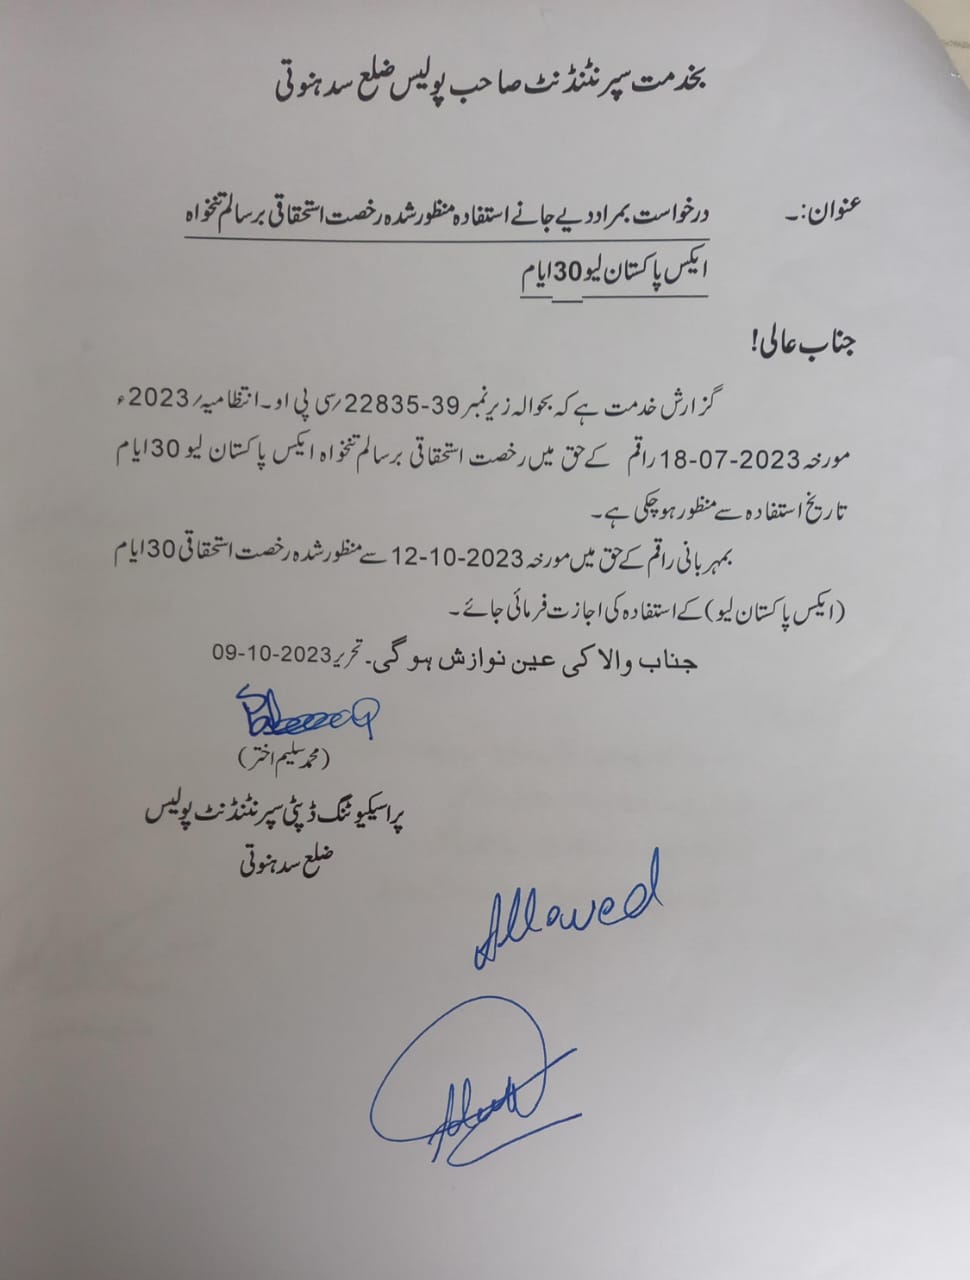 بخدمت سپرنٹنڈنٹ صاحب پولیس ضلع سدہنوتی
عنوان:۔ درخواست بمراد دیے جانے استفادہ منظور شدہ رخصت استحقاقی برسالم تنخواہ
ایکس پاکستان لیو 30 ایام
جناب عالی!
گزارش خدمت ہے کہ بحوالہ زیر نمبر 39-22835/سی پی او۔انتظامیہ/2023ء
مورخہ 18-07-2023 راقم کے حق میں رخصت استحقاقی برسالم تنخواہ ایکس پاکستان لیو 30 ایام
تاریخ استفادہ سے منظور ہو چکی ہے۔
بمہربانی راقم کے حق میں مورخہ 12-10-2023 سے منظور شدہ رخصت استحقاقی 30 ایام
(ایکس پاکستان لیو) کے استفادہ کی اجازت فرمائی جائے۔
جناب والا کی عین نوازش ہو گی۔ تحریر 09-10-2023
(محمد سلیم اختر)
پراسیکیوٹنگ ڈپٹی سپرنٹنڈنٹ پولیس
ضلع سدہنوتی
Allowed